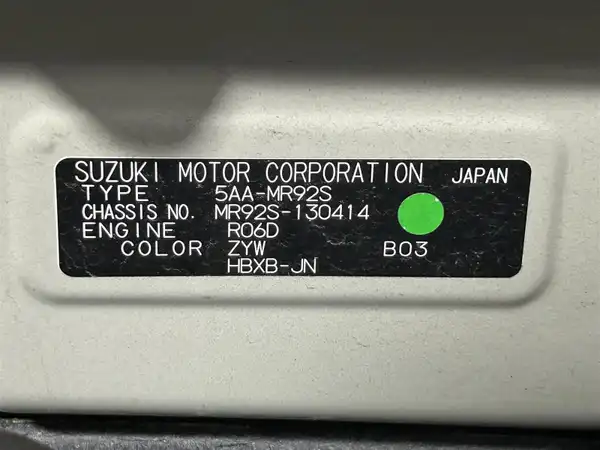 SUZUKI MOTOR CORPORATION JAPAN
TYPE 5AA-MR92S
CHASSIS NO. MR92S-130414
ENGINE R06D
COLOR ZYW B03
HBXB-JN